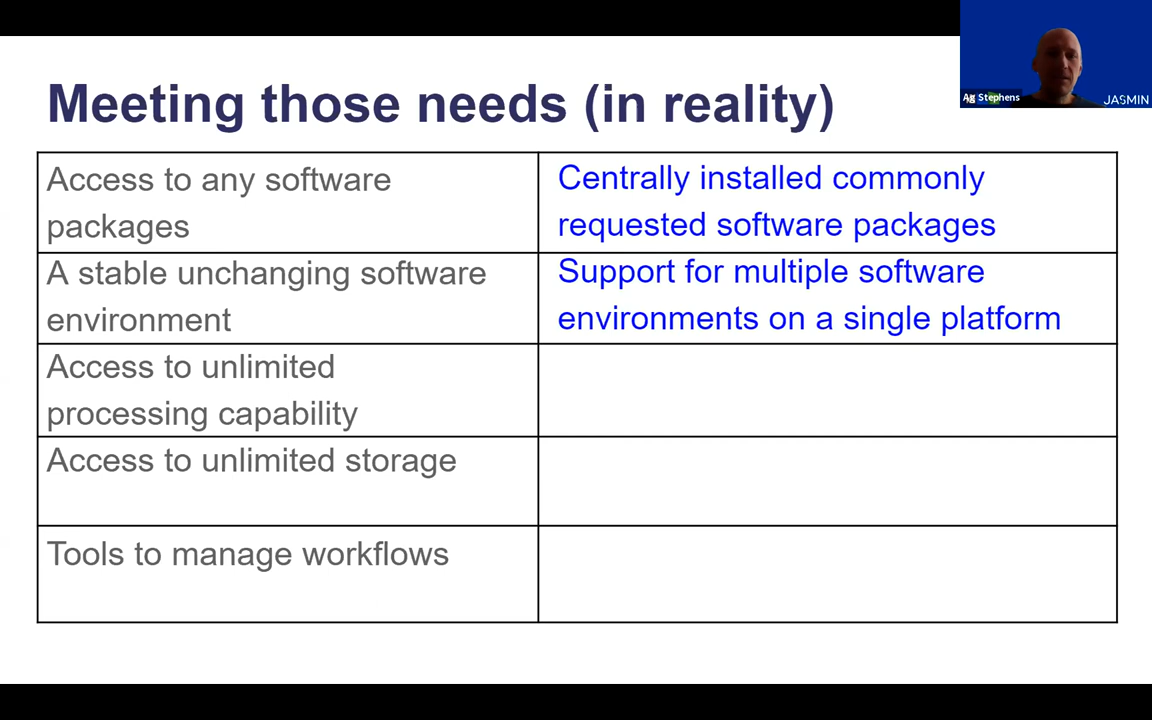 Meeting those needs (in reality)
Ag Stephens
JASMIN
Access to any software
packages
Centrally installed commonly
requested software packages
A stable unchanging software
environment
Support for multiple software
environments on a single platform
Access to unlimited
processing capability
Access to unlimited storage
Tools to manage workflows